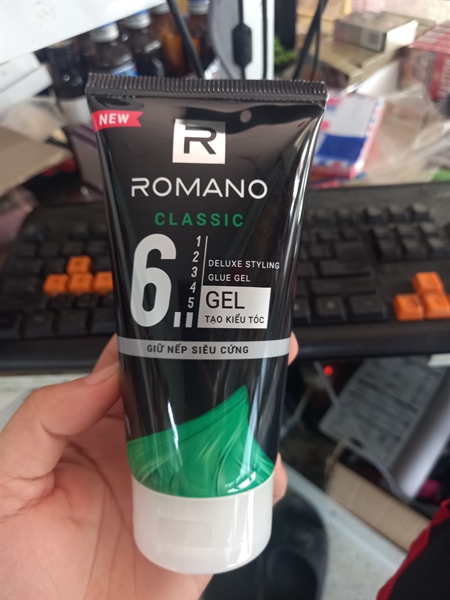 NEW
R
ROMANO
CLASSIC
6
1
2
3
4
5
DELUXE STYLING
GLUE GEL
GEL
TẠO KIỂU TÓC
GIỮ NẾP SIÊU CỨNG